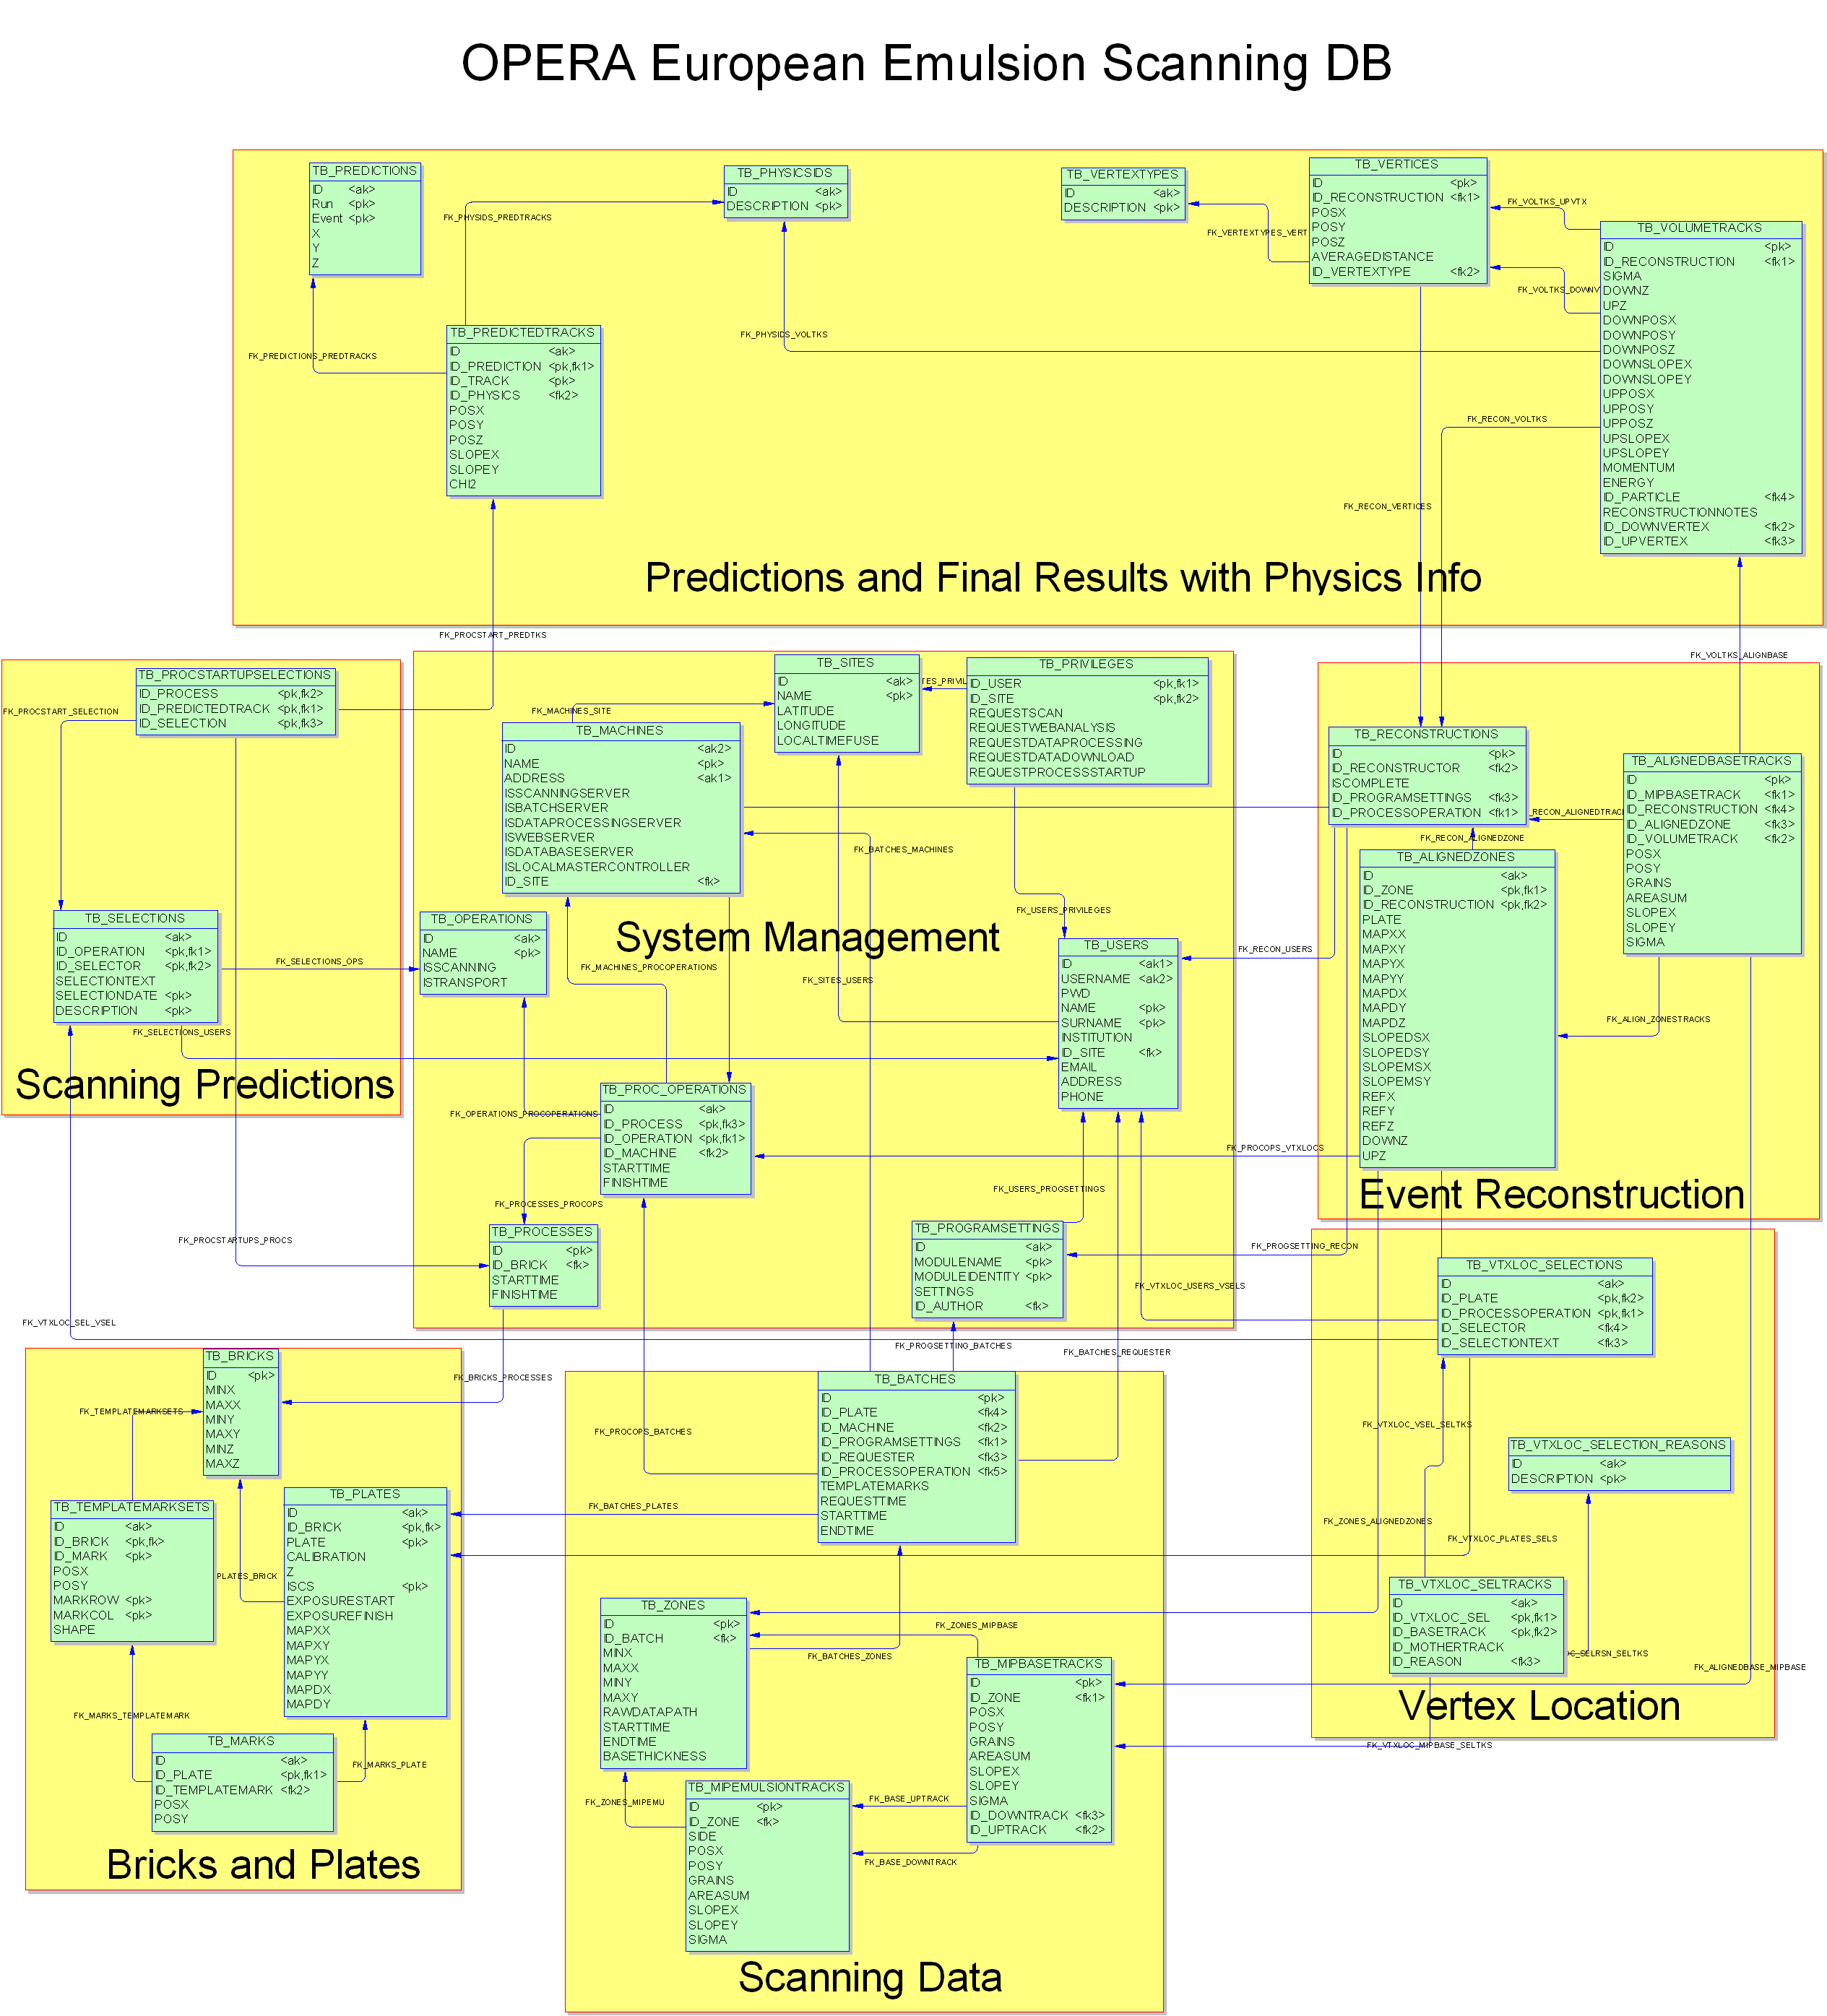 OPERA European Emulsion Scanning DB
TB_PREDICTIONS
ID <ak>
Run <pk>
Event <pk>
X
Y
Z
TB_PHYSICSIDS
ID <ak>
DESCRIPTION <pk>
TB_VERTEXTYPES
ID <ak>
DESCRIPTION <pk>
TB_VERTICES
ID <pk>
ID_RECONSTRUCTION <fk1>
POSX
POSY
POSZ
AVERAGEDISTANCE
ID_VERTEXTYPE <fk2>
TB_VOLUMETRACKS
ID <pk>
ID_RECONSTRUCTION <fk1>
SIGMA
DOWNZ
UPZ
DOWNPOSX
DOWNPOSY
DOWNPOSZ
DOWNSLOPEX
DOWNSLOPEY
UPPOSX
UPPOSY
UPPOSZ
UPSLOPEX
UPSLOPEY
MOMENTUM
ENERGY
ID_PARTICLE <fk4>
RECONSTRUCTIONNOTES
ID_DOWNVERTEX <fk2>
ID_UPVERTEX <fk3>
FK_PHYSIDS_PREDTRACKS
FK_VERTEXTYPES_VERT
FK_VOLTKS_UPVTX
FK_VOLTKS_DOWNV
FK_PHYSIDS_VOLTKS
FK_PREDICTIONS_PREDTRACKS
FK_RECON_VOLTKS
FK_RECON_VERTICES
TB_PREDICTEDTRACKS
ID <ak>
ID_PREDICTION <pk,fk1>
ID_TRACK <pk>
ID_PHYSICS <fk2>
POSX
POSY
POSZ
SLOPEX
SLOPEY
CHI2
Predictions and Final Results with Physics Info
FK_PROCSTART_PREDTKS
FK_VOLTKS_ALIGNBASE
TB_PROCSTARTUPSELECTIONS
ID_PROCESS <pk,fk2>
ID_PREDICTEDTRACK <pk,fk1>
ID_SELECTION <pk,fk3>
FK_PROCSTART_SELECTION
TB_SELECTIONS
ID <ak>
ID_OPERATION <pk,fk1>
ID_SELECTOR <pk,fk2>
SELECTIONTEXT
SELECTIONDATE <pk>
DESCRIPTION <pk>
FK_SELECTIONS_OPS
FK_SELECTIONS_USERS
Scanning Predictions
FK_PROCSTARTUPS_PROCS
FK_VTXLOC_SEL_VSEL
TB_SITES
ID <ak>
NAME <pk>
LATITUDE
LONGITUDE
LOCALTIMEFUSE
TES_PRIVIL
TB_PRIVILEGES
ID_USER <pk,fk1>
ID_SITE <pk,fk2>
REQUESTSCAN
REQUESTWEBANALYSIS
REQUESTDATAPROCESSING
REQUESTDATADOWNLOAD
REQUESTPROCESSSTARTUP
FK_MACHINES_SITE
TB_MACHINES
ID <ak2>
NAME <pk>
ADDRESS <ak1>
ISSCANNINGSERVER
ISBATCHSERVER
ISDATAPROCESSINGSERVER
ISWEBSERVER
ISDATABASESERVER
ISLOCALMASTERCONTROLLER
ID_SITE <fk>
FK_BATCHES_MACHINES
FK_USERS_PRIVILEGES
TB_OPERATIONS
ID <ak>
NAME <pk>
ISSCANNING
ISTRANSPORT
System Management
FK_MACHINES_PROCOPERATIONS
FK_SITES_USERS
TB_USERS
ID <ak1>
USERNAME <ak2>
PWD
NAME <pk>
SURNAME <pk>
INSTITUTION
ID_SITE <fk>
EMAIL
ADDRESS
PHONE
TB_PROC_OPERATIONS
ID <ak>
ID_PROCESS <pk,fk3>
ID_OPERATION <pk,fk1>
ID_MACHINE <fk2>
STARTTIME
FINISHTIME
FK_OPERATIONS_PROCOPERATIONS
FK_PROCESSES_PROCOPS
FK_USERS_PROGSETTINGS
TB_PROCESSES
ID <pk>
ID_BRICK <fk>
STARTTIME
FINISHTIME
TB_PROGRAMSETTINGS
ID <ak>
MODULENAME <pk>
MODULEIDENTITY <pk>
SETTINGS
ID_AUTHOR <fk>
FK_VTXLOC_USERS_VSELS
FK_PROGSETTING_BATCHES
FK_BATCHES_REQUESTER
TB_RECONSTRUCTIONS
ID <pk>
ID_RECONSTRUCTOR <fk2>
ISCOMPLETE
ID_PROGRAMSETTINGS <fk3>
ID_PROCESSOPERATION <fk1>
_RECON_ALIGNEDTRAC
FK_RECON_ALIGNEDZONE
TB_ALIGNEDBASETRACKS
ID <pk>
ID_MIPBASETRACK <fk1>
ID_RECONSTRUCTION <fk4>
ID_ALIGNEDZONE <fk3>
ID_VOLUMETRACK <fk2>
POSX
POSY
GRAINS
AREASUM
SLOPEX
SLOPEY
SIGMA
TB_ALIGNEDZONES
ID <ak>
ID_ZONE <pk,fk1>
ID_RECONSTRUCTION <pk,fk2>
PLATE
MAPXX
MAPXY
MAPYX
MAPYY
MAPDX
MAPDY
MAPDZ
SLOPEDSX
SLOPEDSY
SLOPEMSX
SLOPEMSY
REFX
REFY
REFZ
DOWNZ
UPZ
FK_RECON_USERS
FK_ALIGN_ZONESTRACKS
FK_PROCOPS_VTXLOCS
Event Reconstruction
FK_PROGSETTING_RECON
TB_VTXLOC_SELECTIONS
ID <ak>
ID_PLATE <pk,fk2>
ID_PROCESSOPERATION <pk,fk1>
ID_SELECTOR <fk4>
ID_SELECTIONTEXT <fk3>
FK_VTXLOC_VSEL_SELTKS
TB_VTXLOC_SELECTION_REASONS
ID <ak>
DESCRIPTION <pk>
FK_ZONES_ALIGNEDZONES
FK_VTXLOC_PLATES_SELS
TB_VTXLOC_SELTRACKS
ID <ak>
ID_VTXLOC_SEL <pk,fk1>
ID_BASETRACK <pk,fk2>
ID_MOTHERTRACK
ID_REASON <fk3>
OC_SELRSN_SELTKS
FK_ALIGNEDBASE_MIPBASE
Vertex Location
FK_VTXLOC_MIPBASE_SELTKS
TB_BRICKS
ID <pk>
MINX
MAXX
MINY
MAXY
MINZ
MAXZ
FK_BRICKS_PROCESSES
FK_TEMPLATEMARKSETS
TB_TEMPLATEMARKSETS
ID <ak>
ID_BRICK <pk,fk>
ID_MARK <pk>
POSX
POSY
MARKROW <pk>
MARKCOL <pk>
SHAPE
PLATES_BRICK
TB_PLATES
ID <ak>
ID_BRICK <pk,fk>
PLATE <pk>
CALIBRATION
Z
ISCS <pk>
EXPOSURESTART
EXPOSUREFINISH
MAPXX
MAPXY
MAPYX
MAPYY
MAPDX
MAPDY
FK_MARKS_TEMPLATEMARK
FK_MARKS_PLATE
TB_MARKS
ID <ak>
ID_PLATE <pk,fk1>
ID_TEMPLATEMARK <fk2>
POSX
POSY
Bricks and Plates
TB_BATCHES
ID <pk>
ID_PLATE <fk4>
ID_MACHINE <fk2>
ID_PROGRAMSETTINGS <fk1>
ID_REQUESTER <fk3>
ID_PROCESSOPERATION <fk5>
TEMPLATEMARKS
REQUESTTIME
STARTTIME
ENDTIME
FK_PROCOPS_BATCHES
FK_BATCHES_PLATES
TB_ZONES
ID <pk>
ID_BATCH <fk>
MINX
MAXX
MINY
MAXY
RAWDATAPATH
STARTTIME
ENDTIME
BASETHICKNESS
FK_ZONES_MIPBASE
FK_BATCHES_ZONES
TB_MIPBASETRACKS
ID <pk>
ID_ZONE <fk1>
POSX
POSY
GRAINS
AREASUM
SLOPEX
SLOPEY
SIGMA
ID_DOWNTRACK <fk3>
ID_UPTRACK <fk2>
FK_ZONES_MIPEMU
FK_BASE_UPTRACK
FK_BASE_DOWNTRACK
TB_MIPEMULSIONTRACKS
ID <pk>
ID_ZONE <fk>
SIDE
POSX
POSY
GRAINS
AREASUM
SLOPEX
SLOPEY
SIGMA
Scanning Data